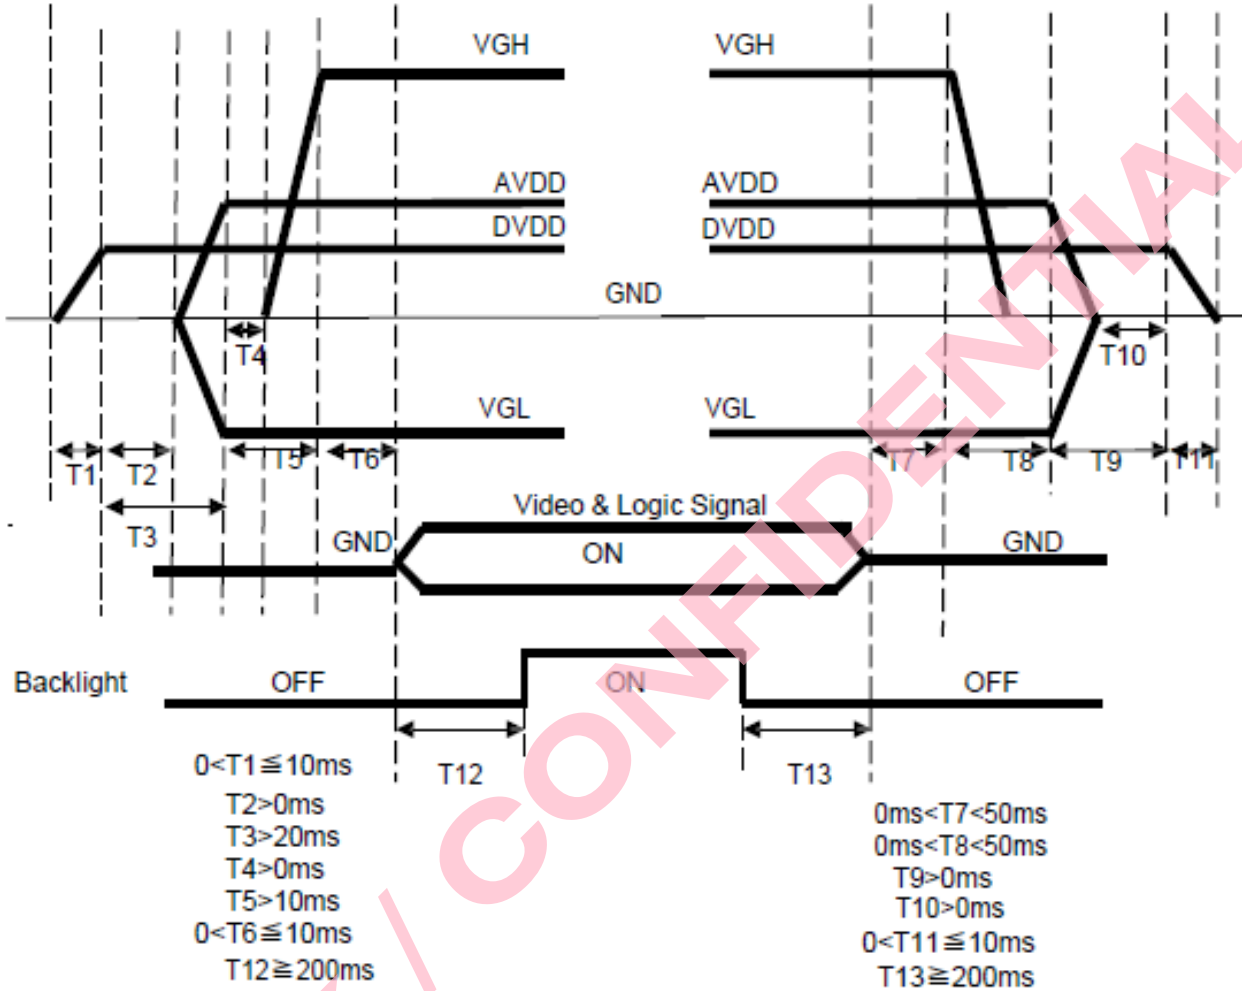 VGH VGH
AVDD AVDD
DVDD DVDD
GND
T4 T10
VGL VGL
T1 T2 T5 T6 T7 T8 T9 T11
Video & Logic Signal
T3 GND ON GND
Backlight OFF ON OFF
T12 T13
0<T1≦10ms
T2>0ms
T3>20ms
T4>0ms
T5>10ms
0<T6≦10ms
T12≧200ms
0ms<T7<50ms
0ms<T8<50ms
T9>0ms
T10>0ms
0<T11≦10ms
T13≧200ms
/ CONFIDENTIAL